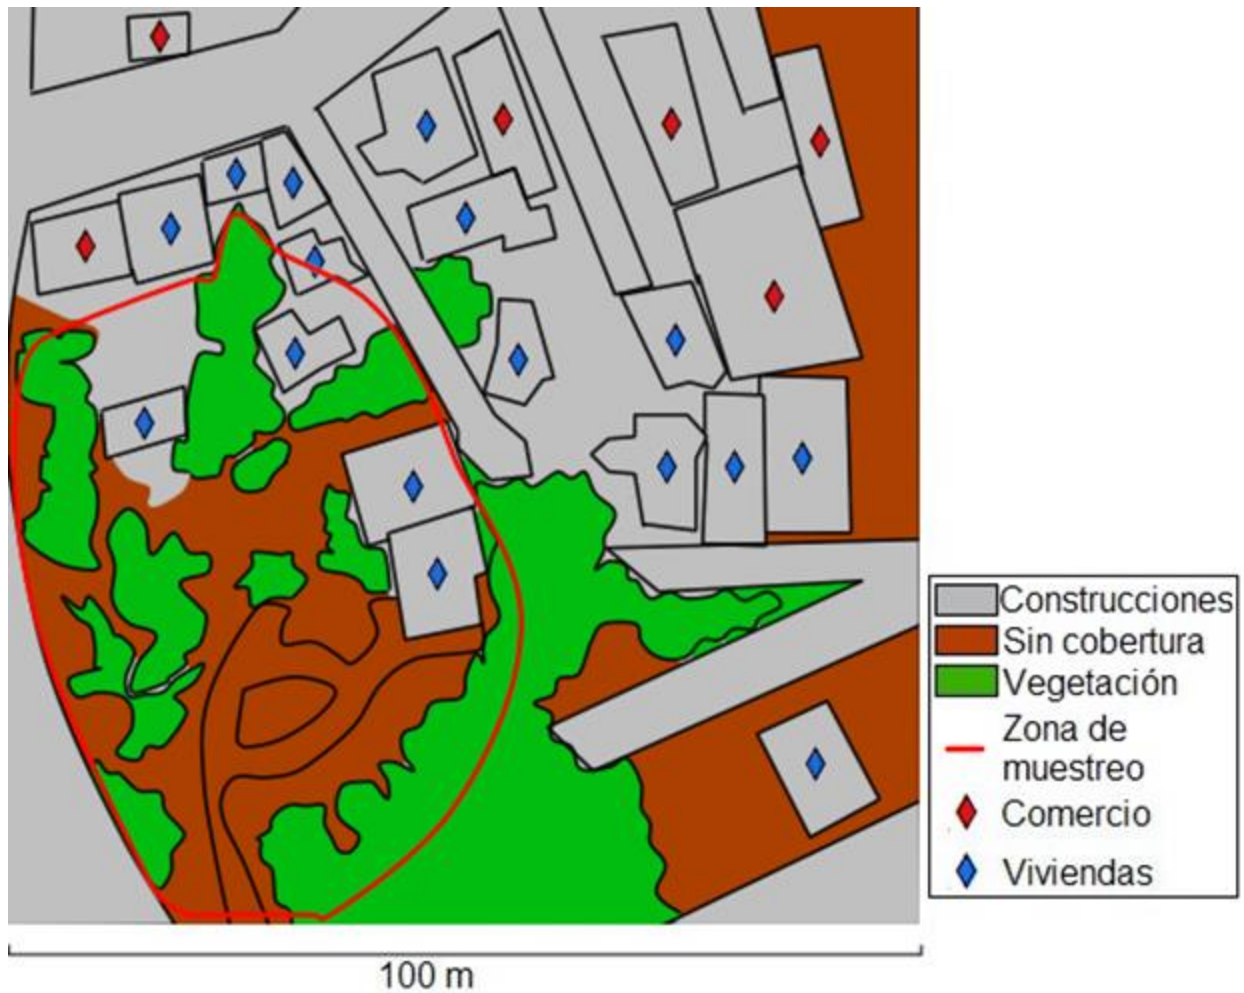 Construcciones
Sin cobertura
Vegetación
Zona de
muestreo
Comercio
Viviendas
100 m